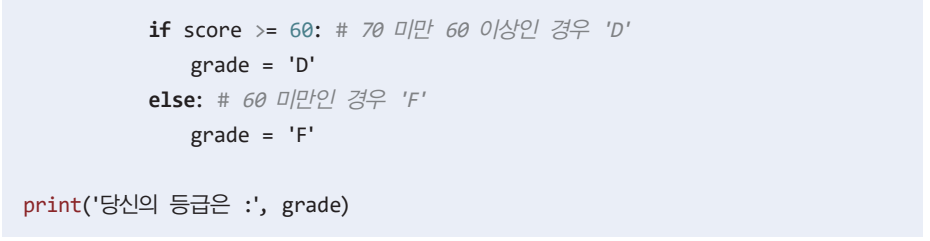 if score >= 60: # 70 미만 60 이상인 경우 'D'
grade = 'D'
else: # 60 미만인 경우 'F'
grade = 'F'
print('당신의 등급은 :', grade)